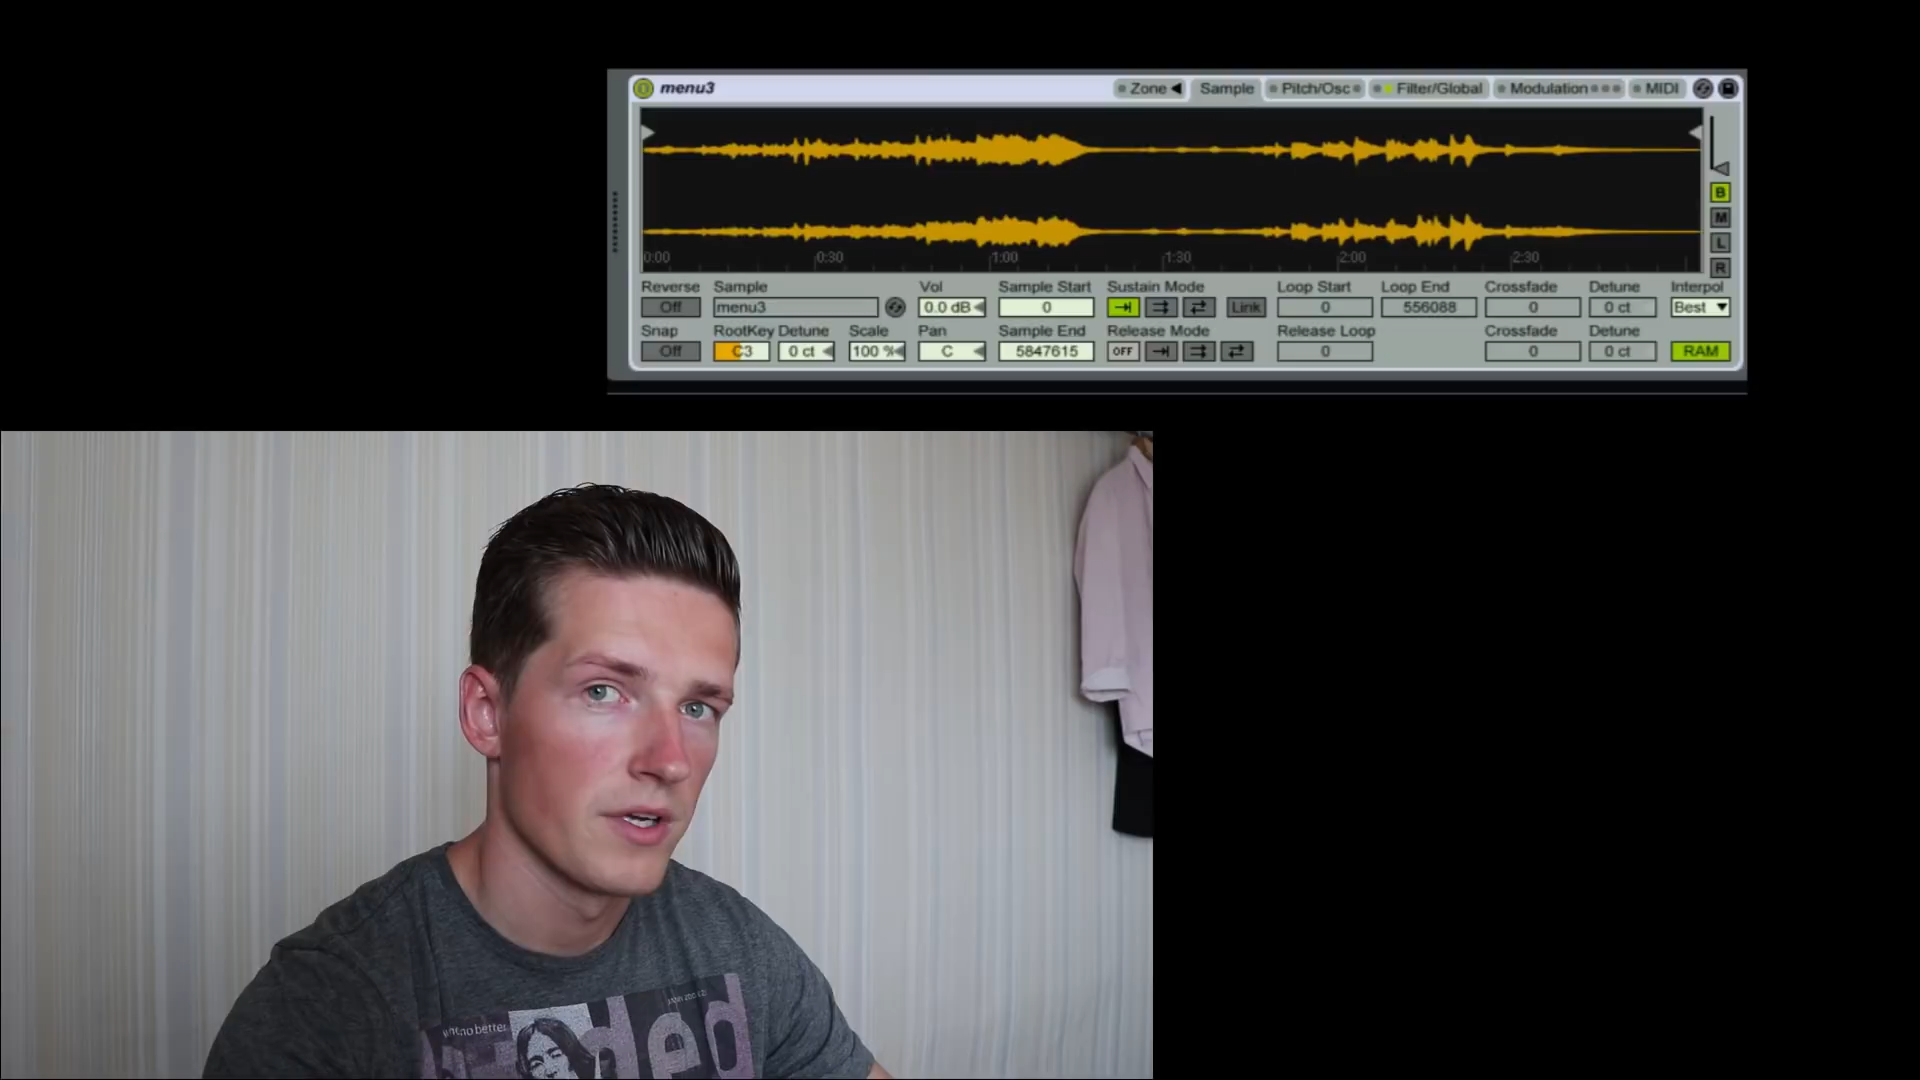 menu3 Zone Sample Pitch/Osc Filter/Global Modulation MIDI
B
M
L
R
0:00 0:30 1:00 1:30 2:00 2:30
Reverse Sample Vol Sample Start Sustain Mode Loop Start Loop End Crossfade Detune Interpol
Off menu3 0.0 dB 0 Link 0 556088 0 0 ct Best
Snap RootKey Detune Scale Pan Sample End Release Mode Release Loop Crossfade Detune
Off C3 0 ct 100 % C 5847615 OFF 0 0 0 ct RAM
no better
ded